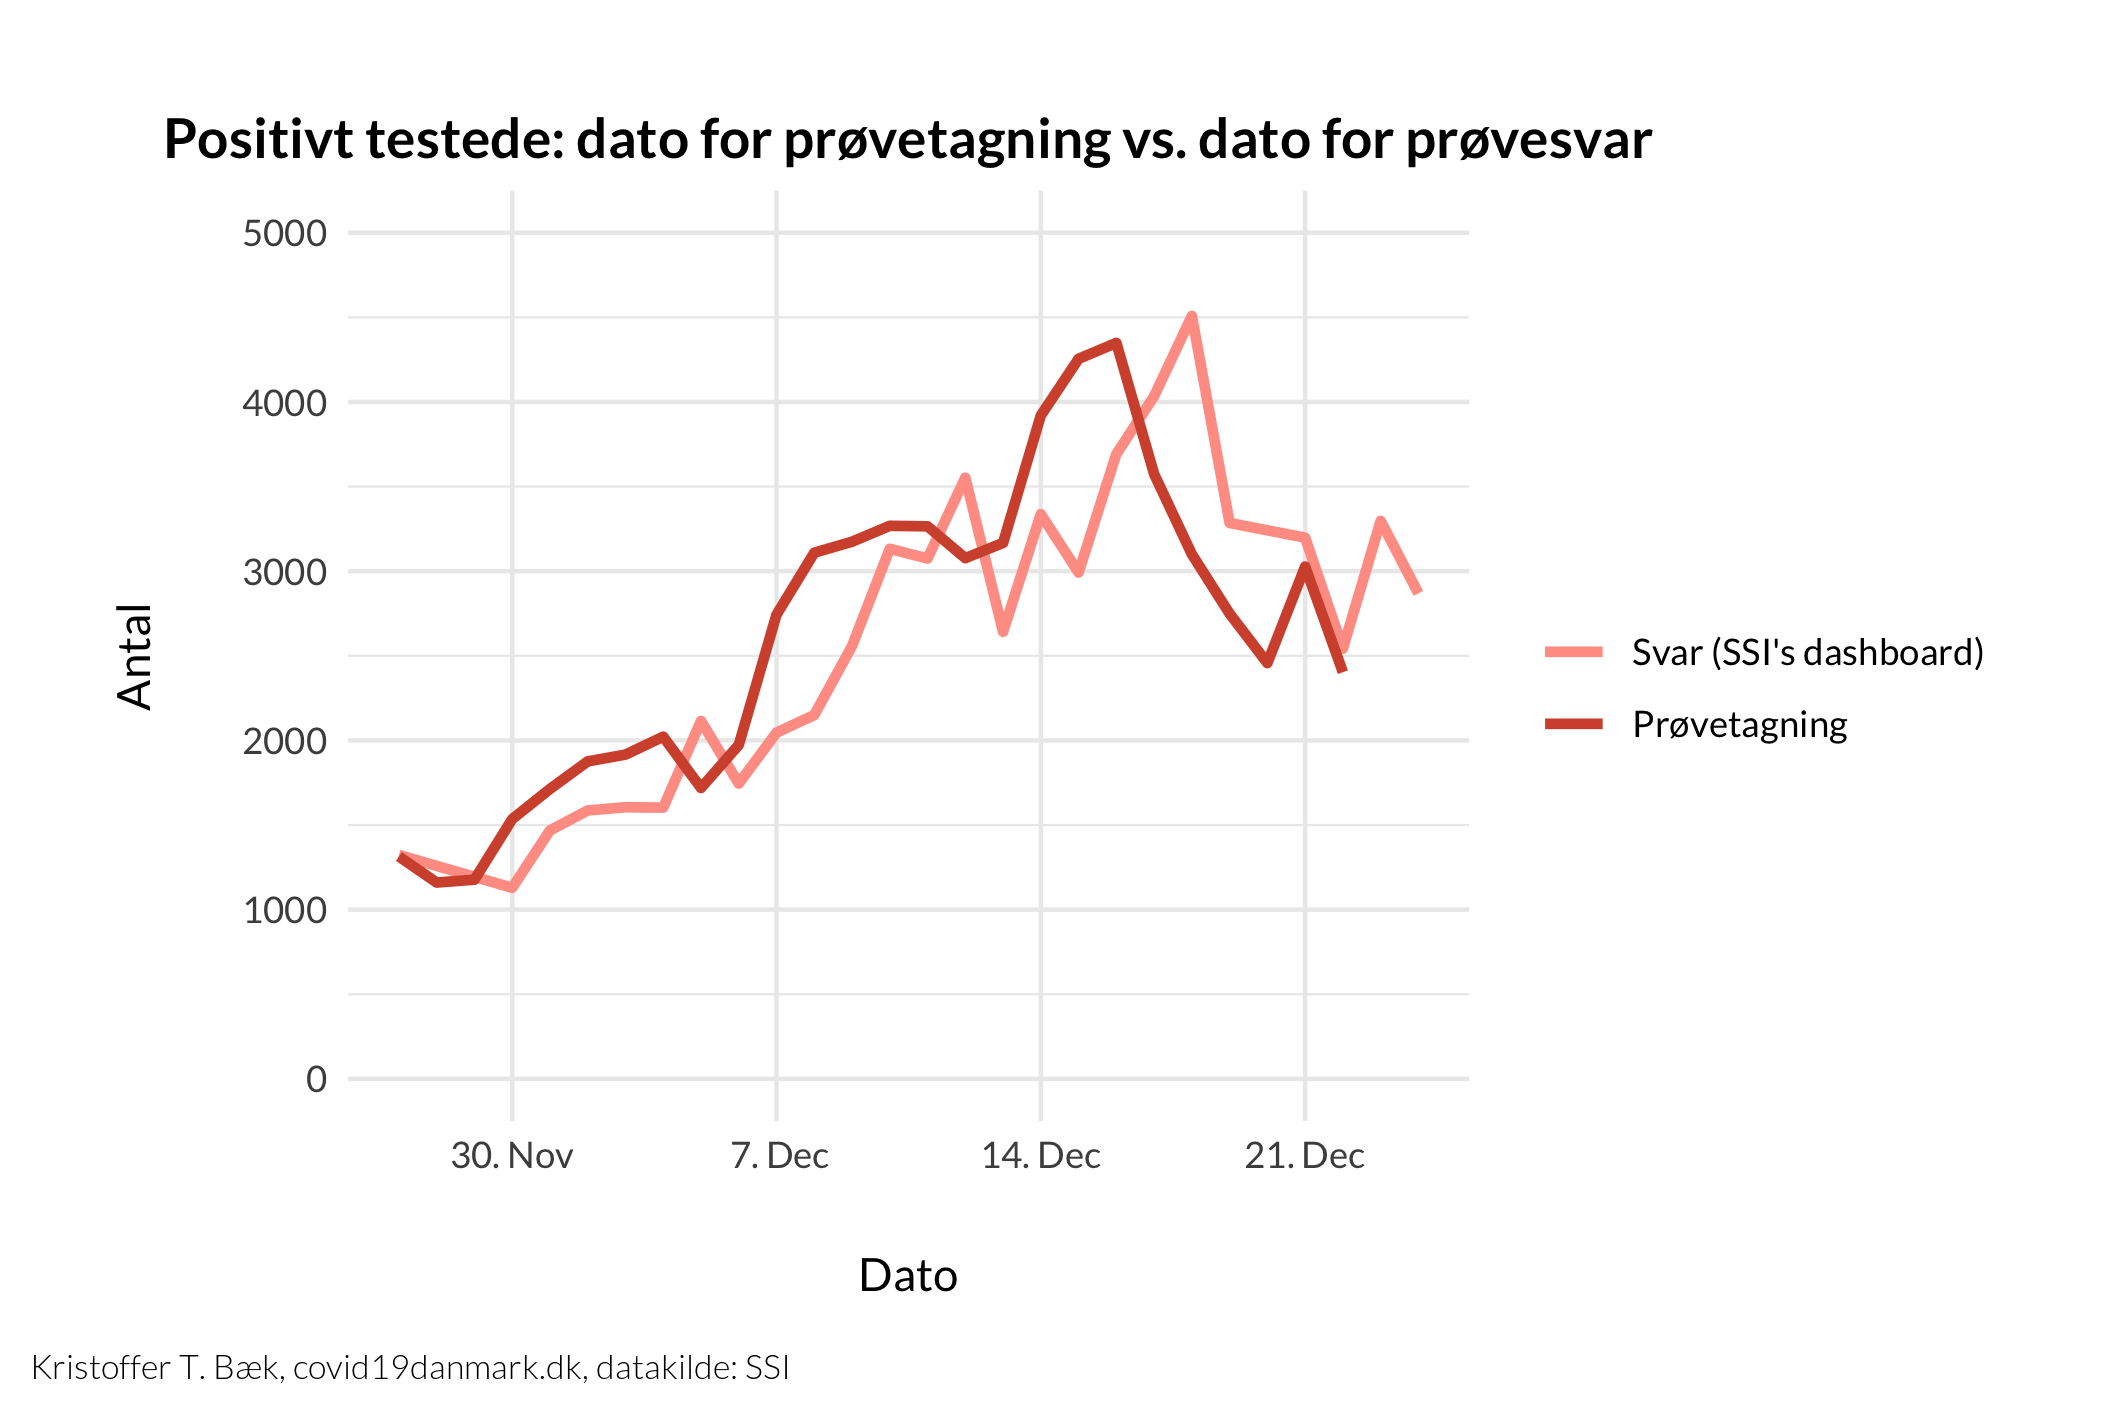 Positivt testede: dato for prøvetagning vs. dato for prøvesvar
5000
4000
3000
2000
1000
0
Antal
30. Nov
7. Dec
14. Dec
21. Dec
Dato
Svar (SSI's dashboard)
Prøvetagning
Kristoffer T. Bæk, covid19danmark.dk, datakilde: SSI